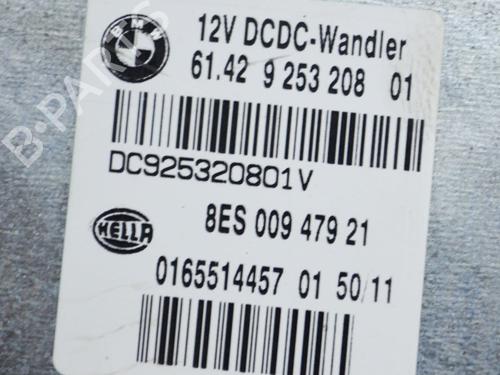 BMW
12V DCDC-Wandler
61.42 9 253 208 01
DC925320801V
8ES 009 479 21
HELLA
0165514457 01 50/11
B-PARTS